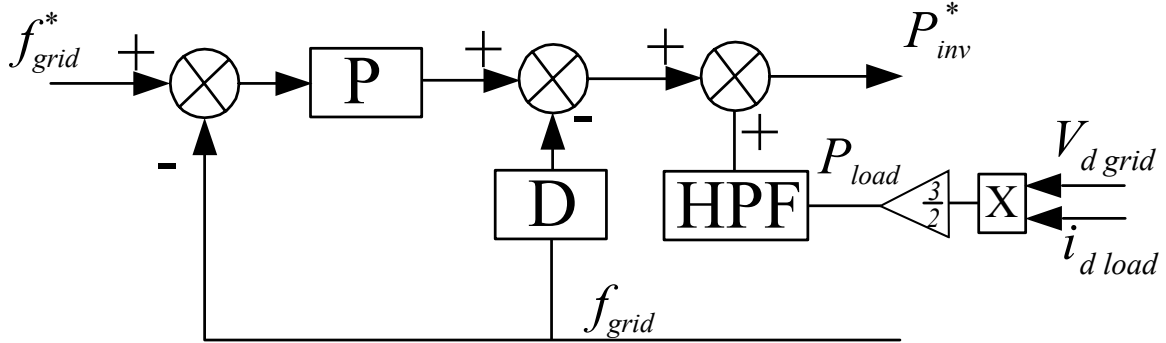 f*grid + P + - D + + HPF P*inv
- fgrid
Pload 3/2 X
Vd grid
id load